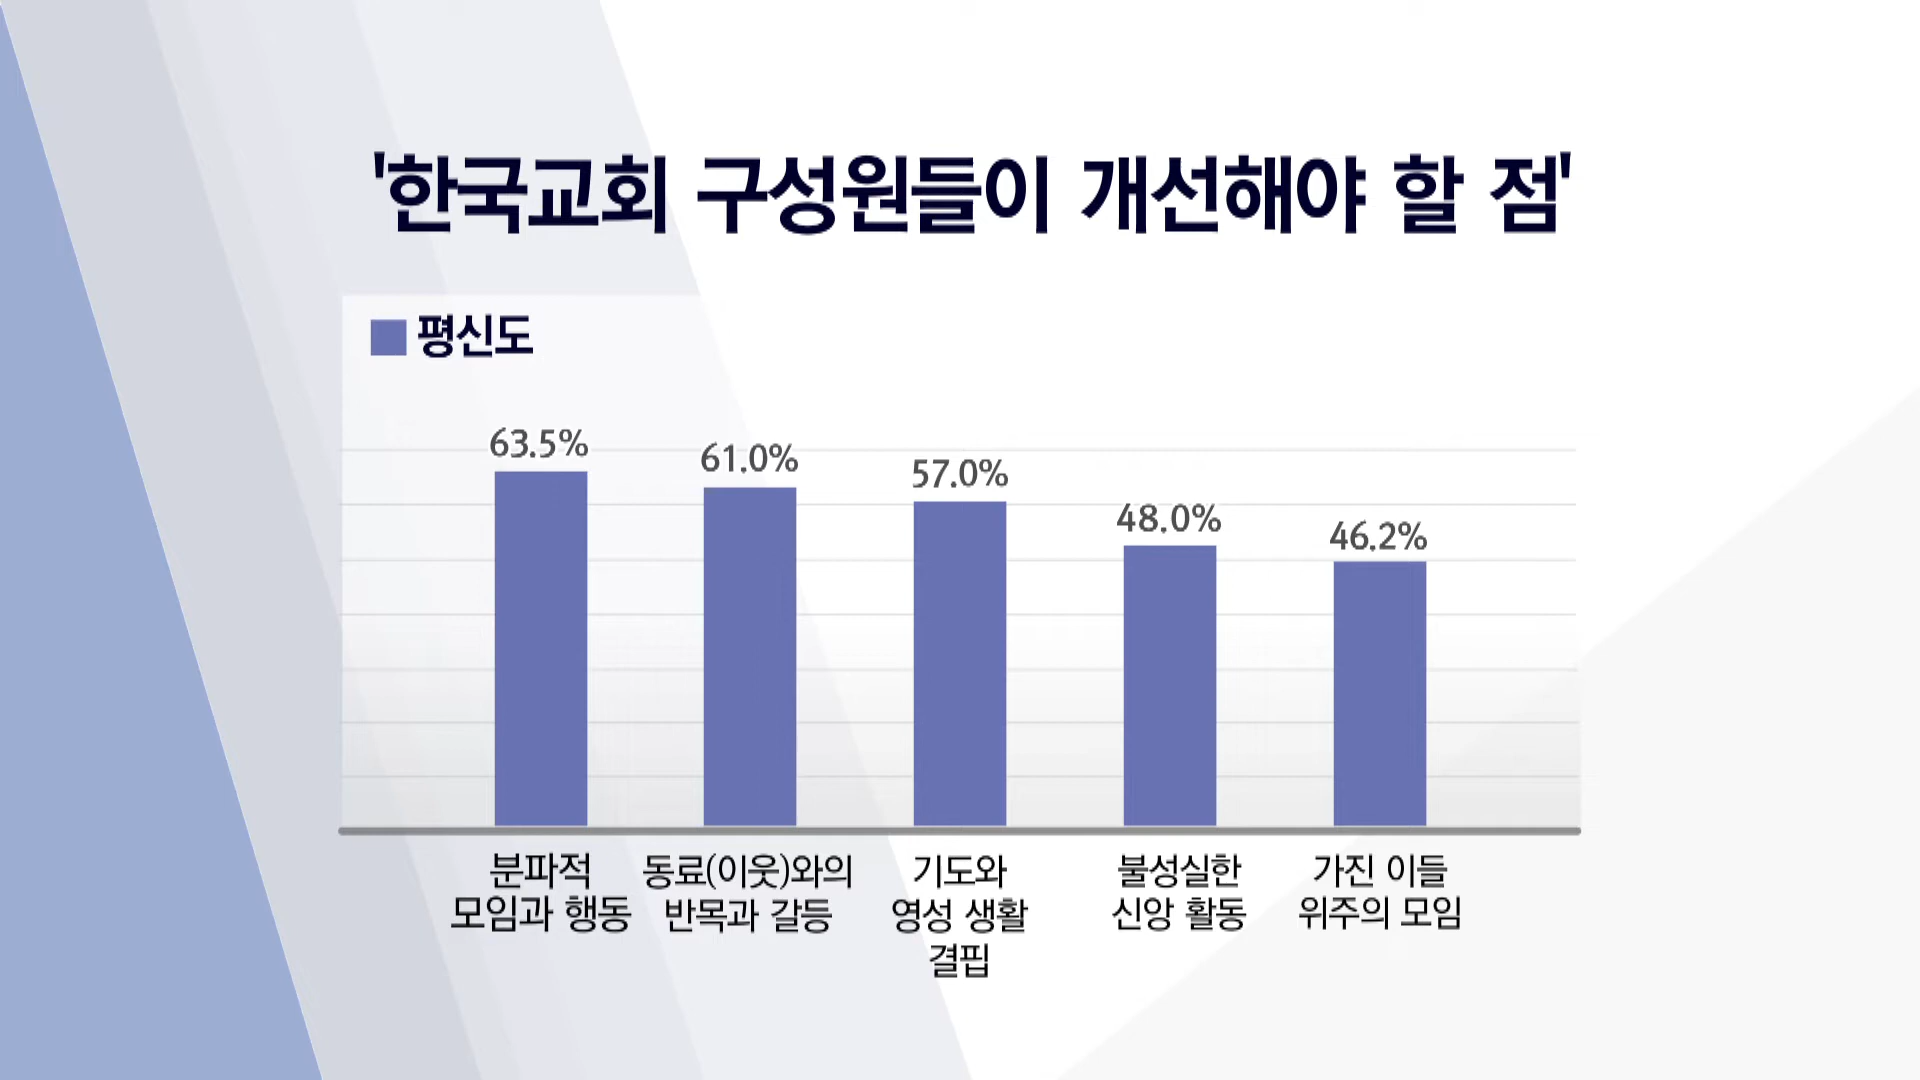 '한국교회 구성원들이 개선해야 할 점'
평신도
63.5%
61.0%
57.0%
48.0%
46.2%
분파적
모임과 행동
동료(이웃)와의
반목과 갈등
기도와
영성 생활
결핍
불성실한
신앙 활동
가진 이들
위주의 모임